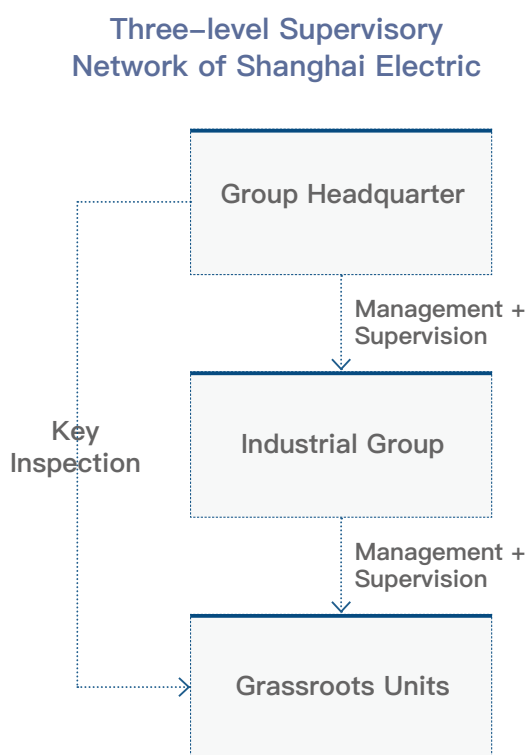 Three-level Supervisory
Network of Shanghai Electric
Group Headquarter
Management +
Supervision
Key
Inspection
Industrial Group
Management +
Supervision
Grassroots Units